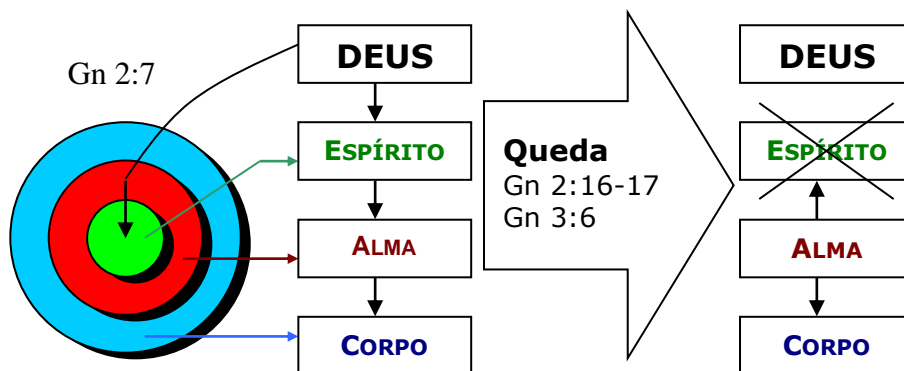 Gn 2:7
DEUS
ESPÍRITO
ALMA
CORPO
Queda
Gn 2:16-17
Gn 3:6
DEUS
ESPÍRITO
ALMA
CORPO